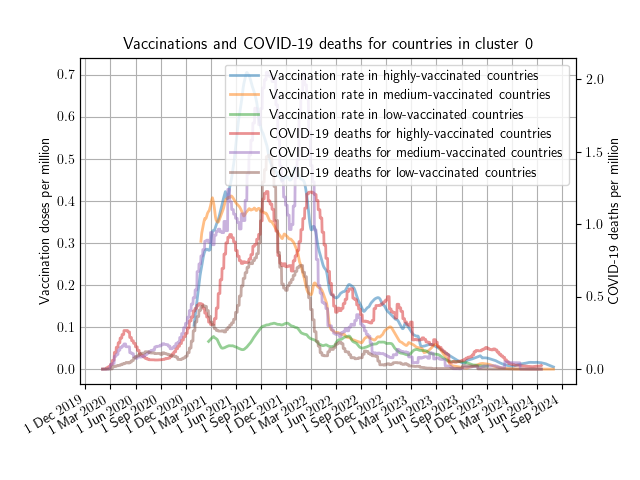 Vaccinations and COVID-19 deaths for countries in cluster 0
Vaccination rate in highly-vaccinated countries
Vaccination rate in medium-vaccinated countries
Vaccination rate in low-vaccinated countries
COVID-19 deaths for highly-vaccinated countries
COVID-19 deaths for medium-vaccinated countries
COVID-19 deaths for low-vaccinated countries
Vaccination doses per million
0.7
0.6
0.5
0.4
0.3
0.2
0.1
0.0
COVID-19 deaths per million
2.0
1.5
1.0
0.5
0.0
1 Dec 2019
1 Mar 2020
1 Jun 2020
1 Sep 2020
1 Dec 2020
1 Mar 2021
1 Jun 2021
1 Sep 2021
1 Dec 2021
1 Mar 2022
1 Jun 2022
1 Sep 2022
1 Dec 2022
1 Mar 2023
1 Jun 2023
1 Sep 2023
1 Dec 2023
1 Mar 2024
1 Jun 2024
1 Sep 2024